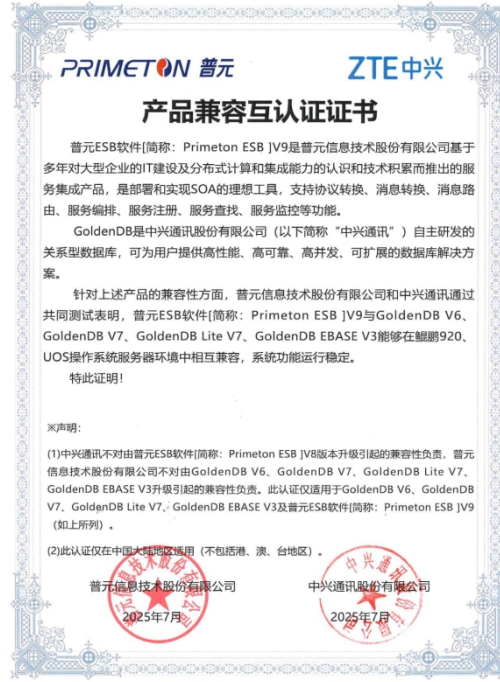 PRIMETON 普元
ZTE中兴
产品兼容互认证证书
普元ESB软件[简称：Primeton ESB ]V9是普元信息技术股份有限公司基于
多年对大型企业的IT建设及分布式计算和集成能力的认识和技术积累而推出的服
务集成产品，是部署和实现SOA的理想工具，支持协议转换、消息转换、消息路
由、服务编排、服务注册、服务查找、服务监控等功能。
GoldenDB是中兴通讯股份有限公司（以下简称“中兴通讯”）自主研发的
关系型数据库，可为用户提供高性能、高可靠、高并发、可扩展的数据库解决方
案。
针对上述产品的兼容性方面，普元信息技术股份有限公司和中兴通讯通过
共同测试表明，普元ESB软件[简称：Primeton ESB ]V9与GoldenDB V6、
GoldenDB V7、GoldenDB Lite V7、GoldenDB EBASE V3能够在鲲鹏920、
UOS操作系统服务器环境中相互兼容，系统功能运行稳定。
特此证明！
※声明：
(1)中兴通讯不对由普元ESB软件[简称：Primeton ESB ]V8版本升级引起的兼容性负责，普元
信息技术股份有限公司不对由GoldenDB V6、GoldenDB V7、GoldenDB Lite V7、
GoldenDB EBASE V3升级引起的兼容性负责。此认证仅适用于GoldenDB V6、GoldenDB
V7、GoldenDB Lite V7、GoldenDB EBASE V3及普元ESB软件[简称：Primeton ESB ]V9
（如上所列）。
(2)此认证仅在中国大陆地区适用（不包括港、澳、台地区）。
普元信息技术股份有限公司
中兴通讯股份有限公司
2025年7月
2025年7月
普元信息技术股份有限公司
中兴通讯股份有限公司